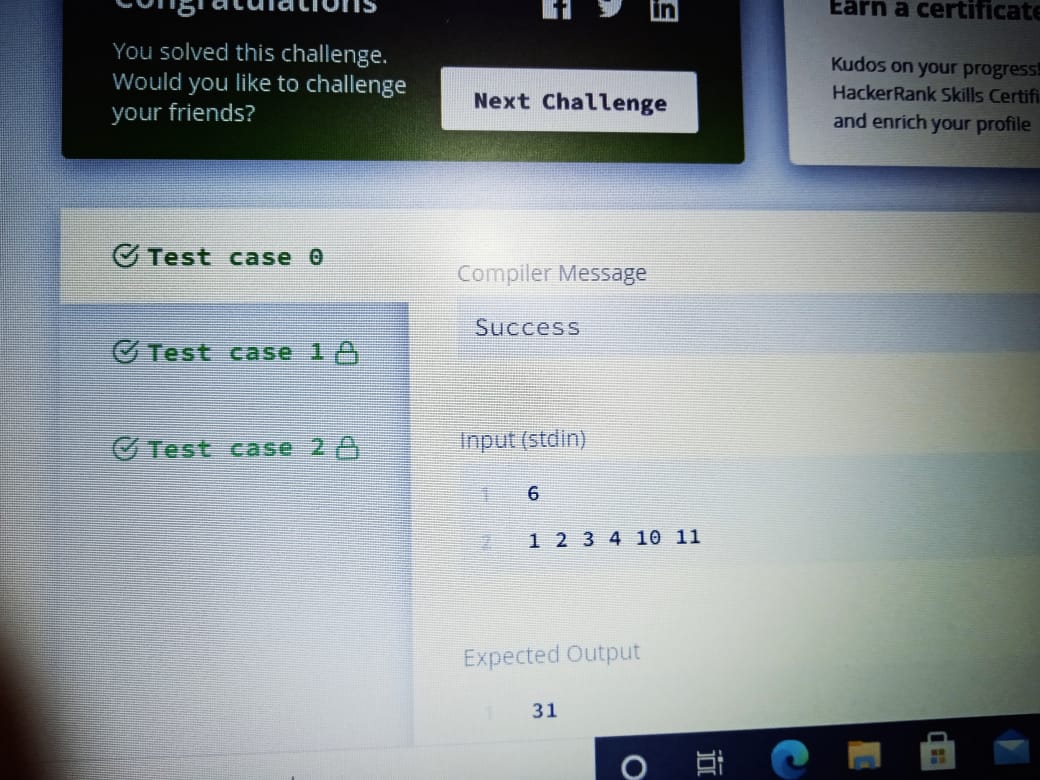 Congratulations
You solved this challenge.
Would you like to challenge
your friends?
Next Challenge
Earn a certificate
Kudos on your progress!
HackerRank Skills
and enrich your profile
Test case 0
Test case 1
Test case 2
Compiler Message
Success
Input (stdin)
1 6
2 1 2 3 4 10 11
Expected Output
1 31